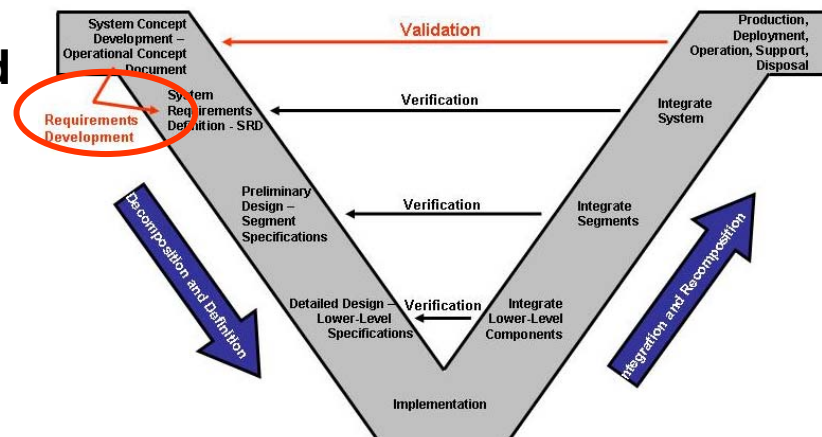 System Concept
Development –
Operational Concept
Document
d
Requirements
Development
System
Requirements
Definition - SRD
Preliminary
Design –
Segment
Specifications
Detailed Design –
Lower-Level
Specifications
Implementation
Integrate
Lower-Level
Components
Integrate
Segments
Integrate
System
Production,
Deployment,
Operation, Support,
Disposal
Validation
Verification
Verification
Verification
Decomposition and Definition
Integration and Recomposition